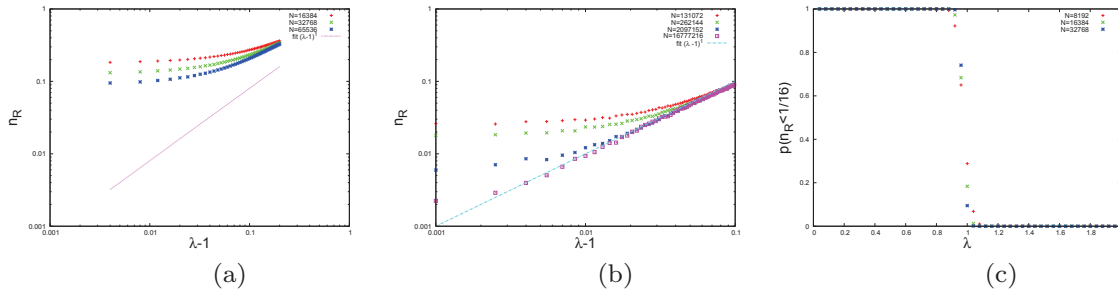 N=16384
N=32768
N=65536
fit (λ-1)¹
1
0.1
0.01
0.001
0.001
0.01
0.1
1
n_R
λ-1
(a)
N=131072
N=262144
N=2097152
N=16777216
fit (λ -1)¹
1
0.1
0.01
0.001
0.001
0.01
0.1
n_R
λ-1
(b)
N=8192
N=16384
N=32768
1
0.8
0.6
0.4
0.2
0
0
0.2
0.4
0.6
0.8
1
1.2
1.4
1.6
1.8
p(n_R<1/16)
λ
(c)